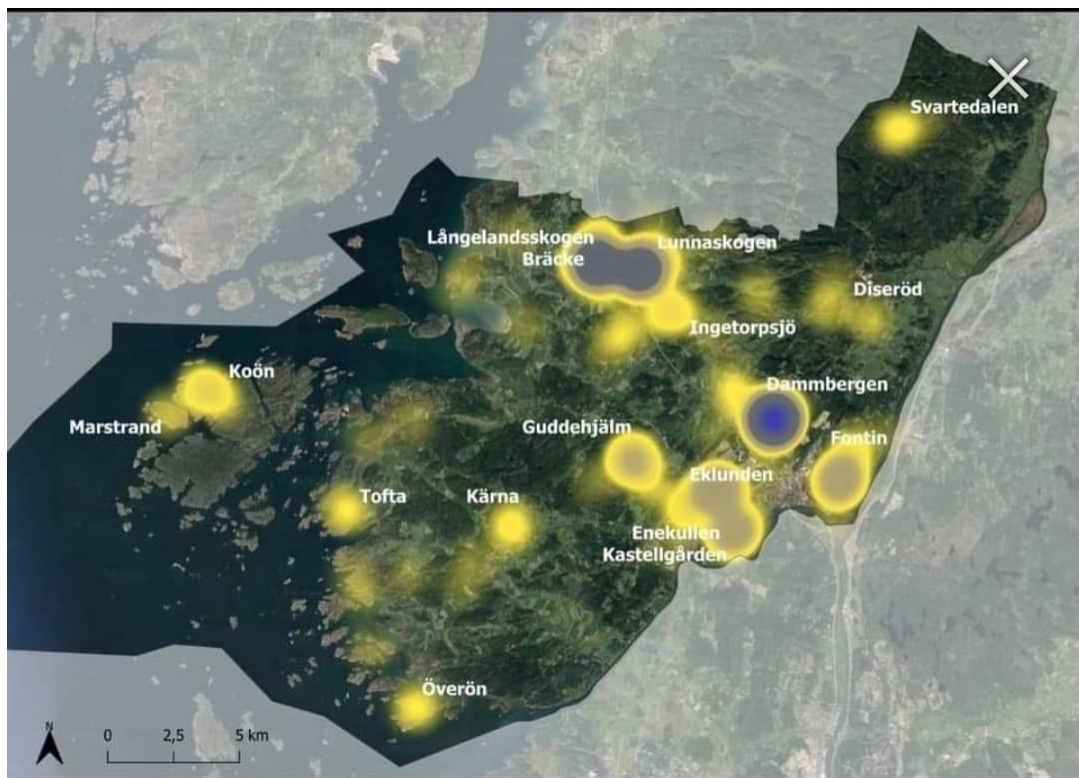 Svartedalen
Långelandsskogen
Lunnaskogen
Bräcke
Diseröd
Ingetorpsjö
Koön
Dammbergen
Marstrand
Guddehjälm
Fontin
Eklunden
Tofta
Kärna
Enekullen
Kastellgården
Överön
N
0 2,5 5 km